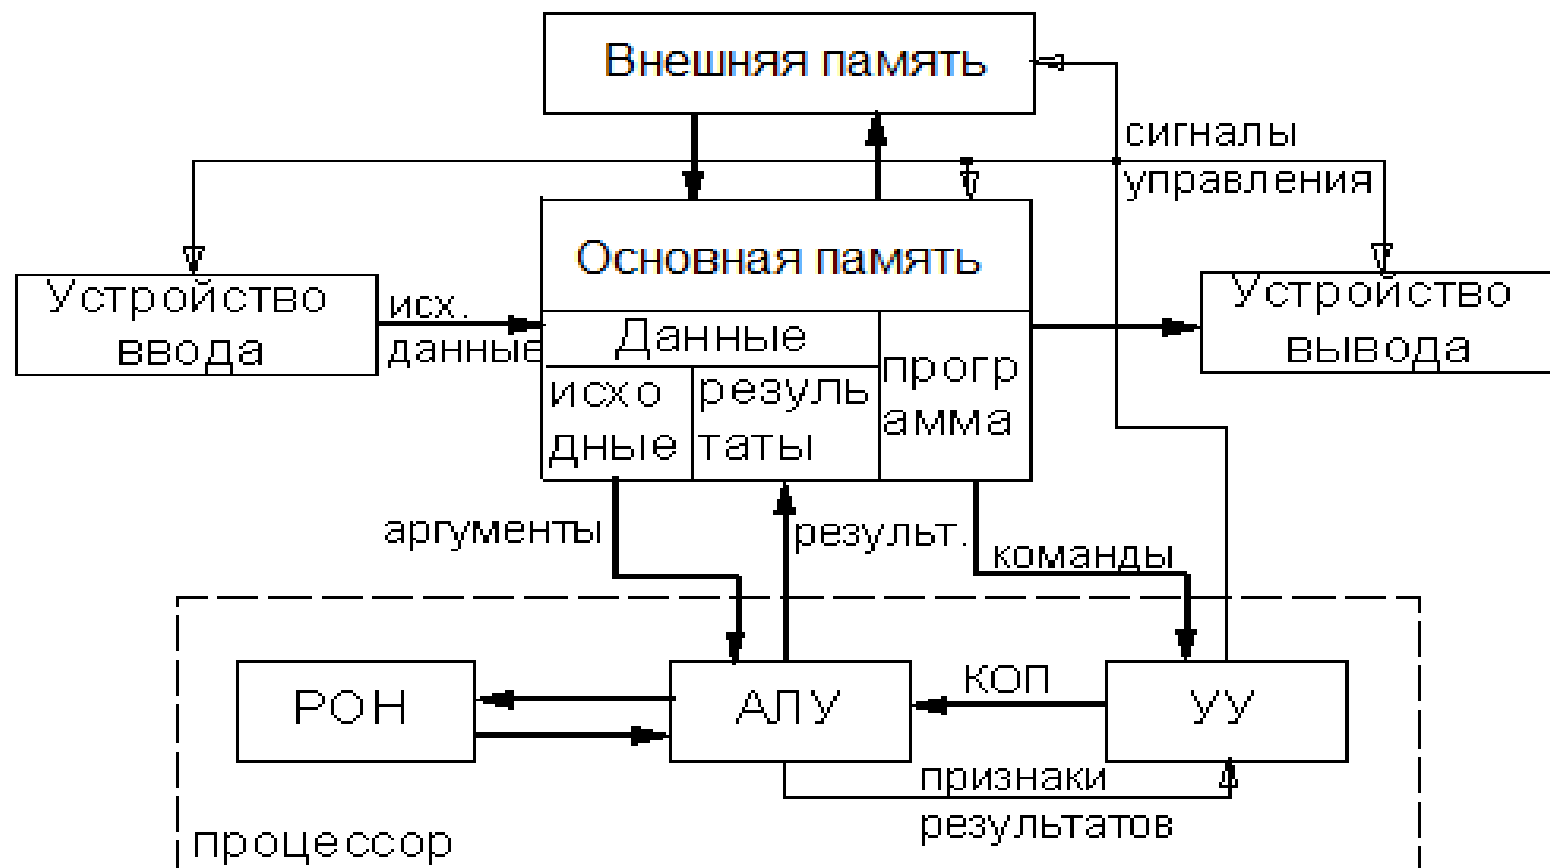 Внешняя память
сигналы
управления
Основная память
Устройство
ввода
исх.
данные
Данные
исхо
дные
резуль
таты
прогр
амма
Устройство
вывода
аргументы
результ.
команды
РОН
АЛУ
КОП
УУ
признаки
результатов
процессор